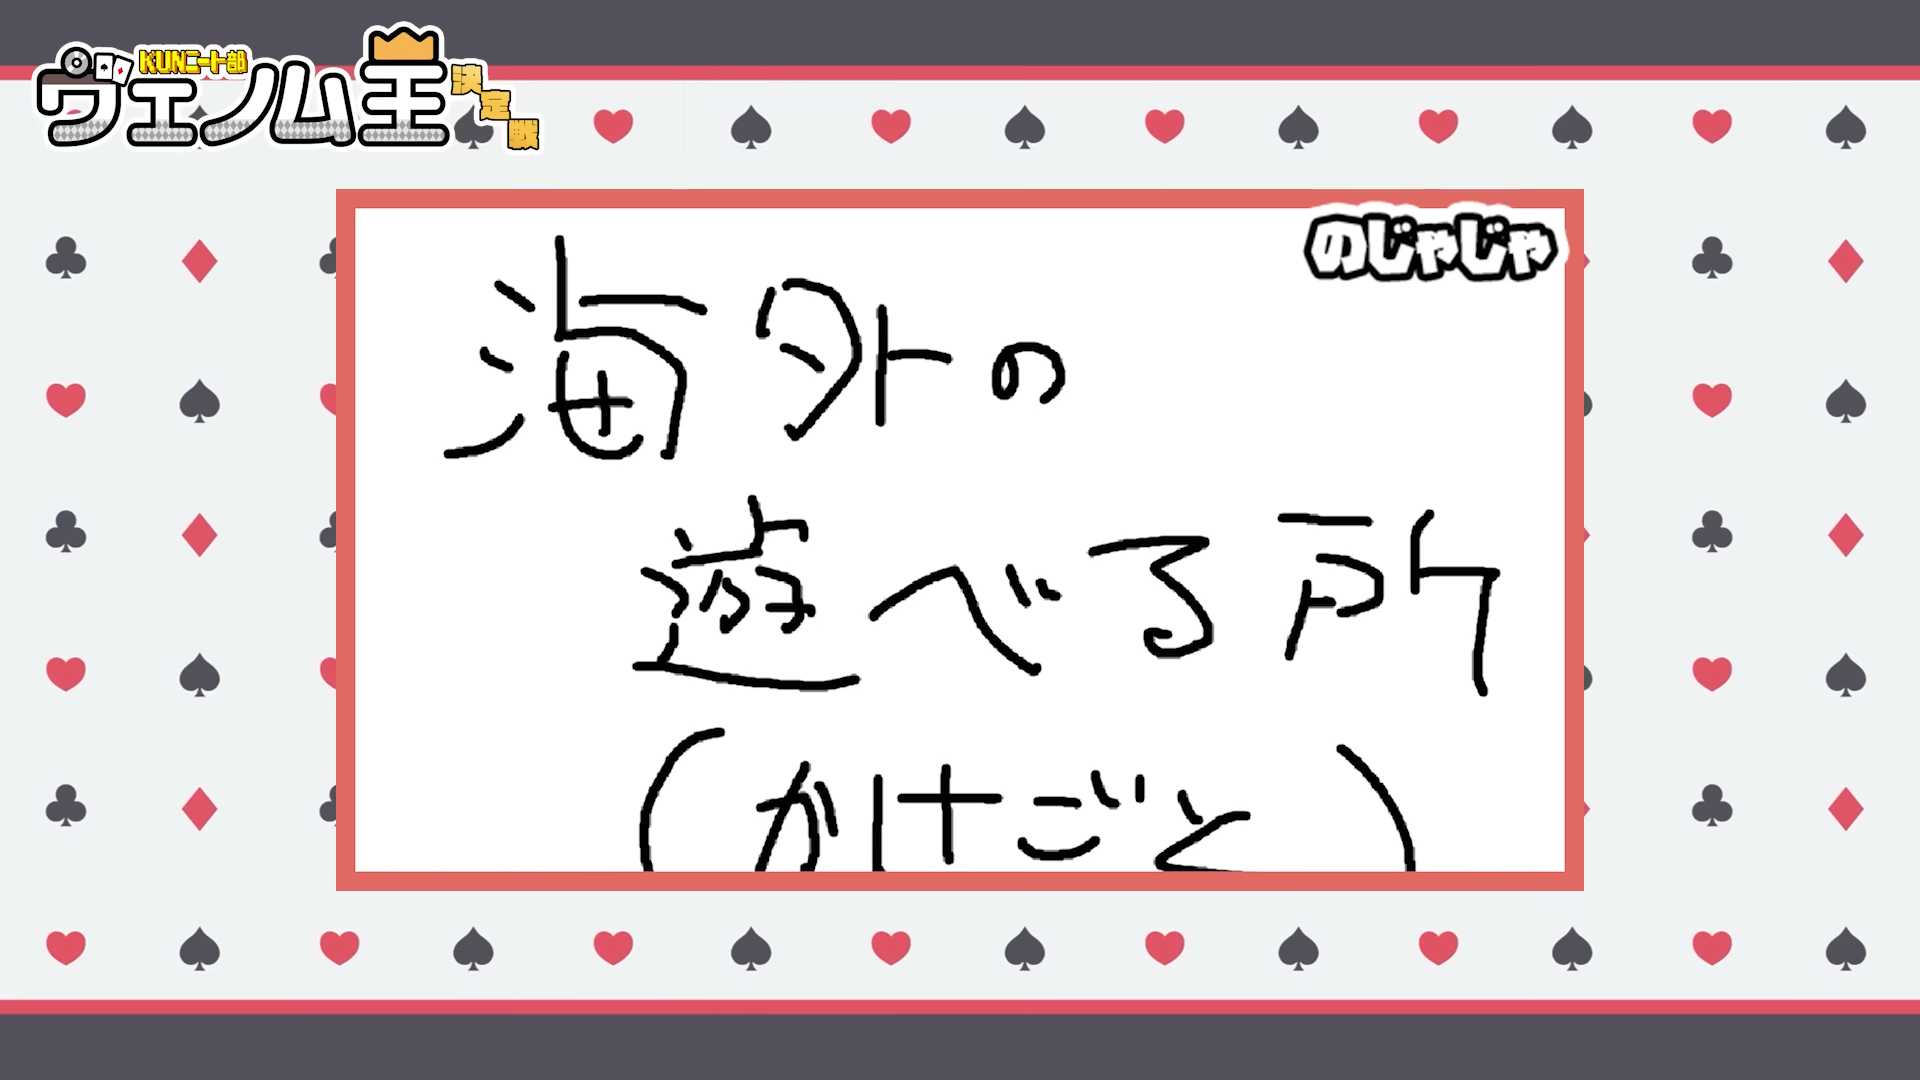 KUNニート部
ヴェノム王決定戦
のじゃじゃ
海外の
遊べる所
(かけごと)